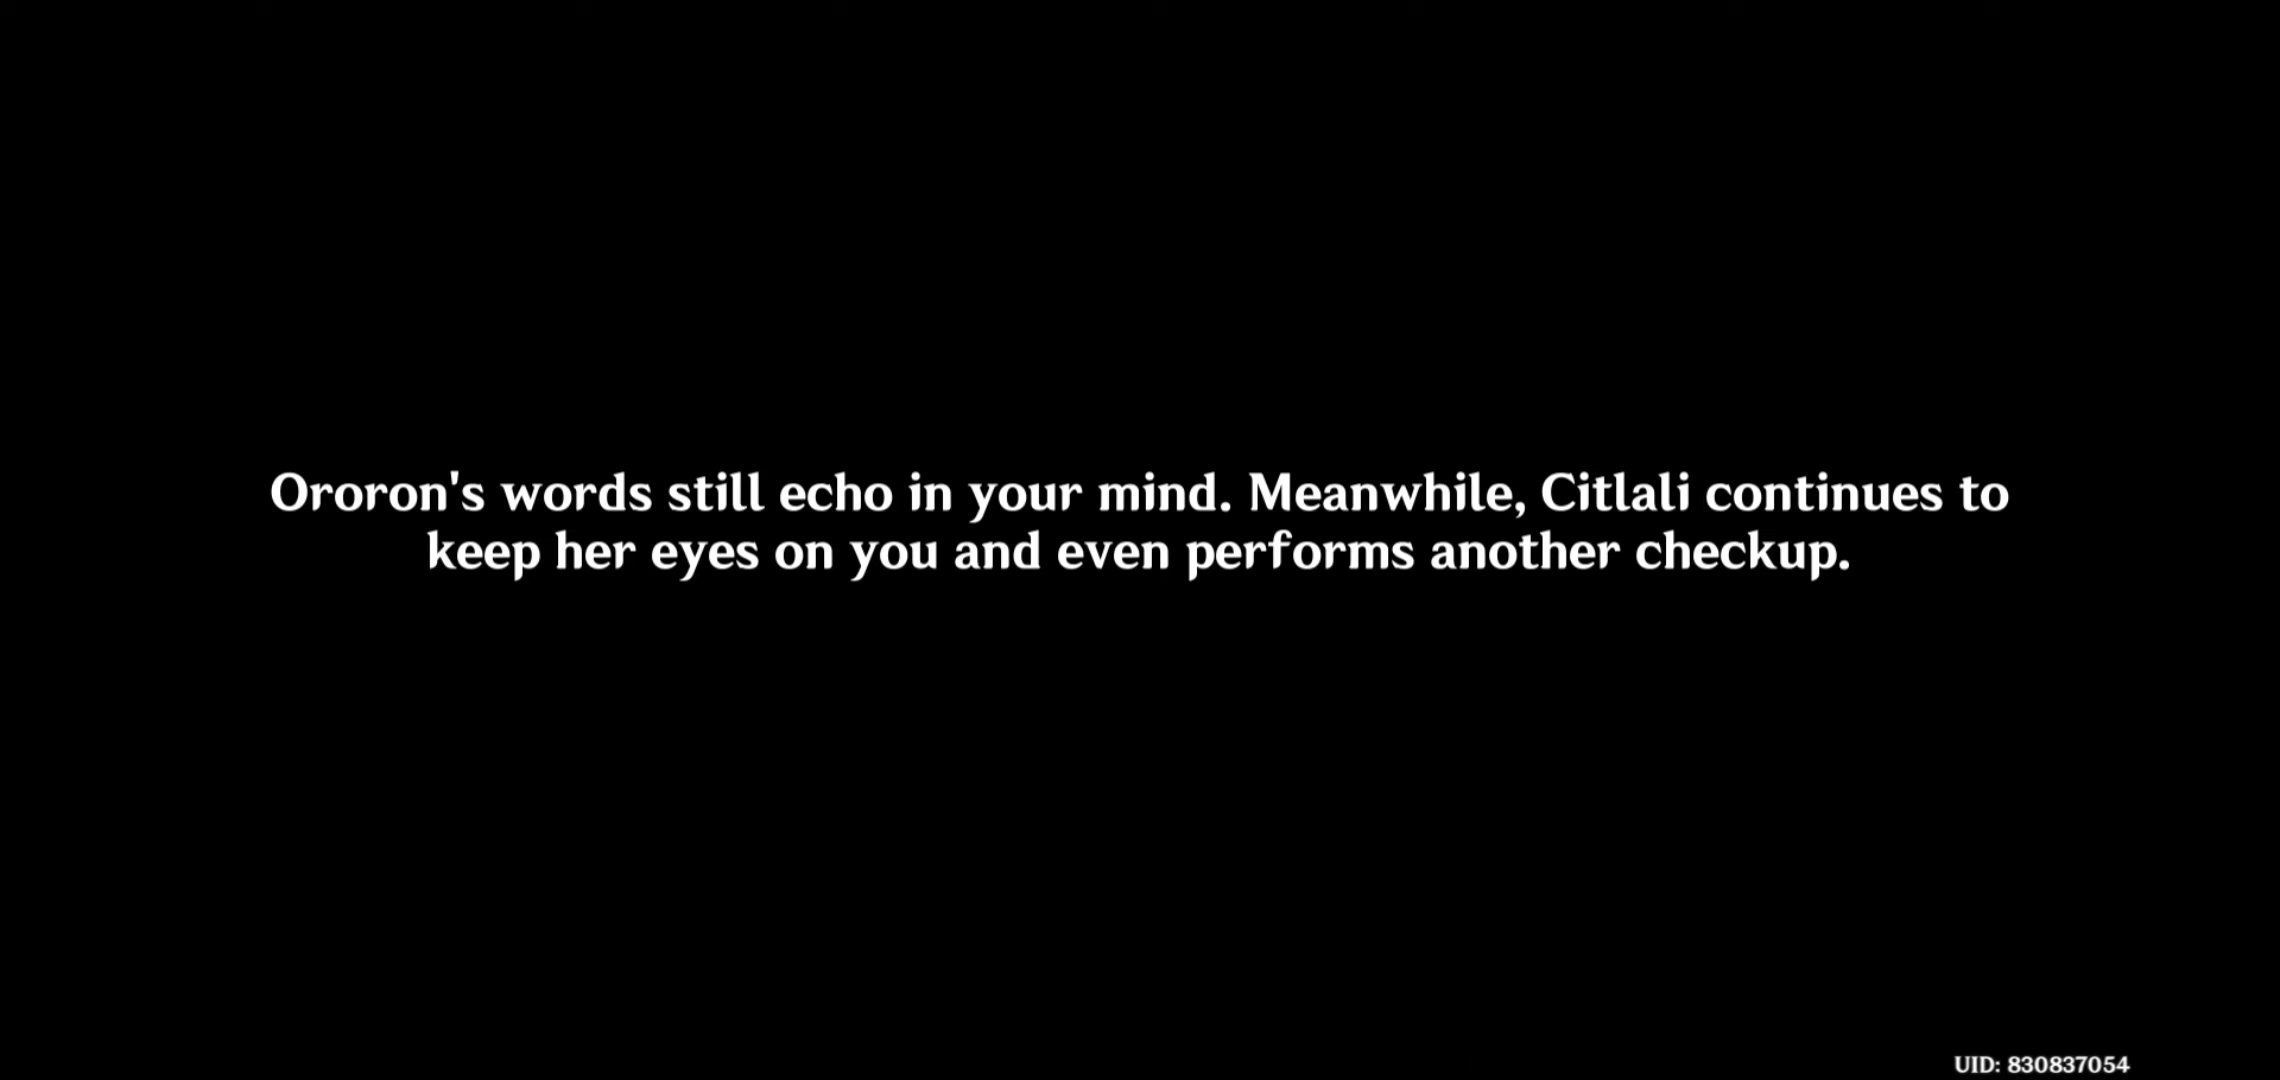 Ororon's words still echo in your mind. Meanwhile, Citlali continues to
keep her eyes on you and even performs another checkup.
UID: 830837054